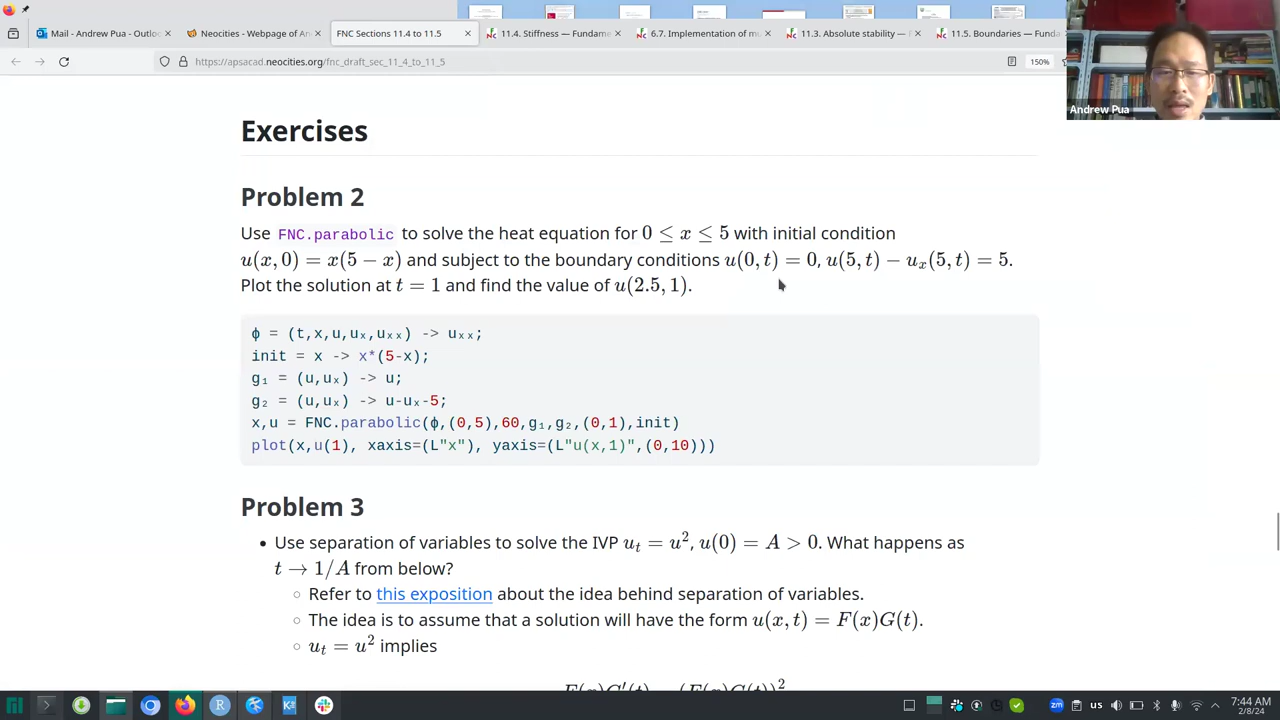 Mail - Andrew Pua - Outloo
Neocities - Webpage of An
FNC Sections 11.4 to 11.5
11.4. Stiffness — Fundame
6.7. Implementation of mu
11.3. Absolute stability — F
11.5. Boundaries — Funda
https://apsacad.neocities.org/fnc_draft_sec_11_4_to_11_5
150%
Andrew Pua
Exercises
Problem 2
Use FNC.parabolic to solve the heat equation for 0 ≤ x ≤ 5 with initial condition
u(x, 0) = x(5 − x) and subject to the boundary conditions u(0, t) = 0, u(5, t) − uₓ(5, t) = 5.
Plot the solution at t = 1 and find the value of u(2.5, 1).
ϕ = (t,x,u,uₓ,uₓₓ) -> uₓₓ;
init = x -> x*(5-x);
g₁ = (u,uₓ) -> u;
g₂ = (u,uₓ) -> u-uₓ-5;
x,u = FNC.parabolic(ϕ,(0,5),60,g₁,g₂,(0,1),init)
plot(x,u(1), xaxis=(L"x"), yaxis=(L"u(x,1)",(0,10)))
Problem 3
• Use separation of variables to solve the IVP uₜ = u², u(0) = A > 0. What happens as
t → 1/A from below?
◦ Refer to this exposition about the idea behind separation of variables.
◦ The idea is to assume that a solution will have the form u(x, t) = F(x)G(t).
◦ uₜ = u² implies
F(x)G′(t) = (F(x)G(t))²
us
zm
7:44 AM
2/8/24